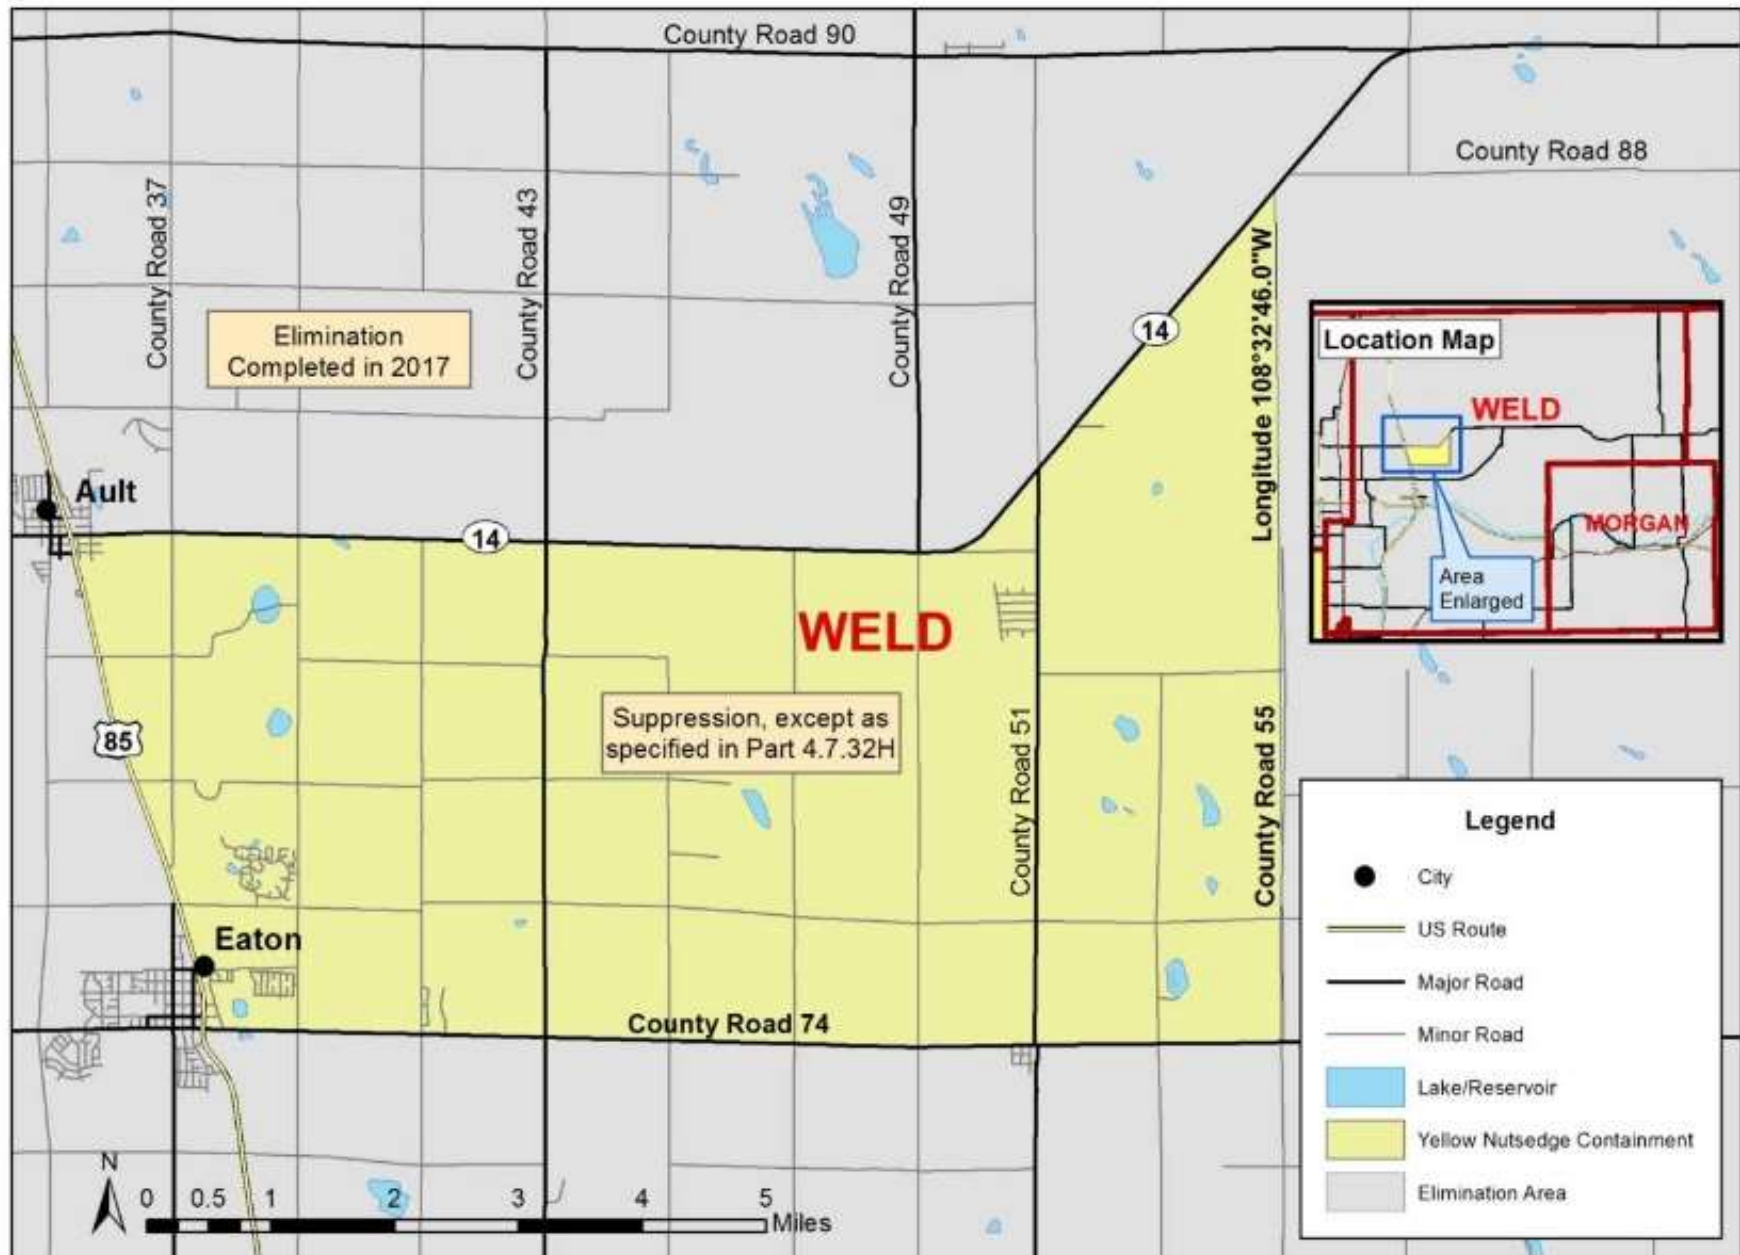 County Road 90
County Road 88
County Road 37
County Road 43
County Road 49
Longitude 108°32'46.0"W
14
Elimination
Completed in 2017
Location Map
WELD
MORGAN
Area
Enlarged
Ault
14
WELD
Suppression, except as
specified in Part 4.7.32H
85
County Road 51
County Road 55
Eaton
County Road 74
Legend
City
US Route
Major Road
Minor Road
Lake/Reservoir
Yellow Nutsedge Containment
Elimination Area
N
0 0.5 1 2 3 4 5
Miles